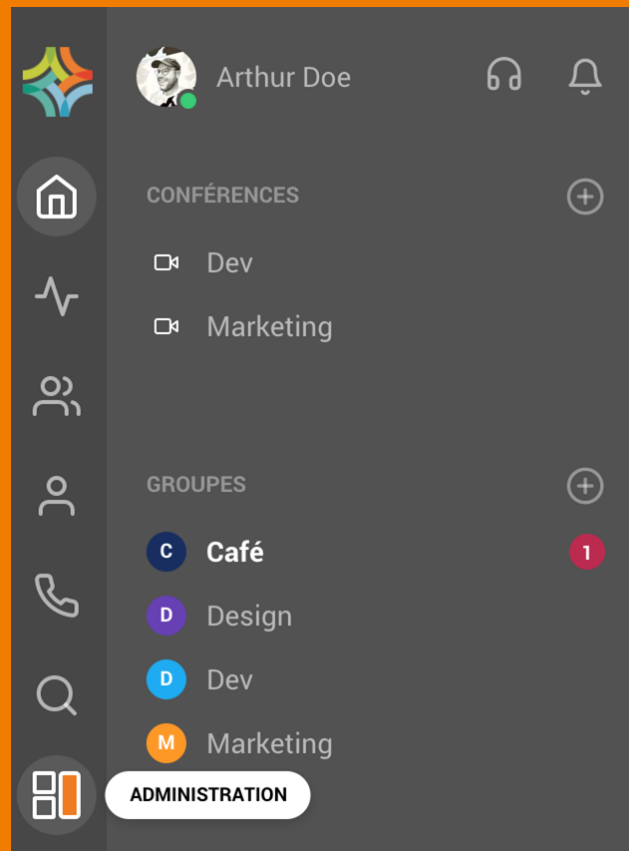 Arthur Doe
CONFÉRENCES
Dev
Marketing
GROUPES
C Café 1
D Design
D Dev
M Marketing
ADMINISTRATION